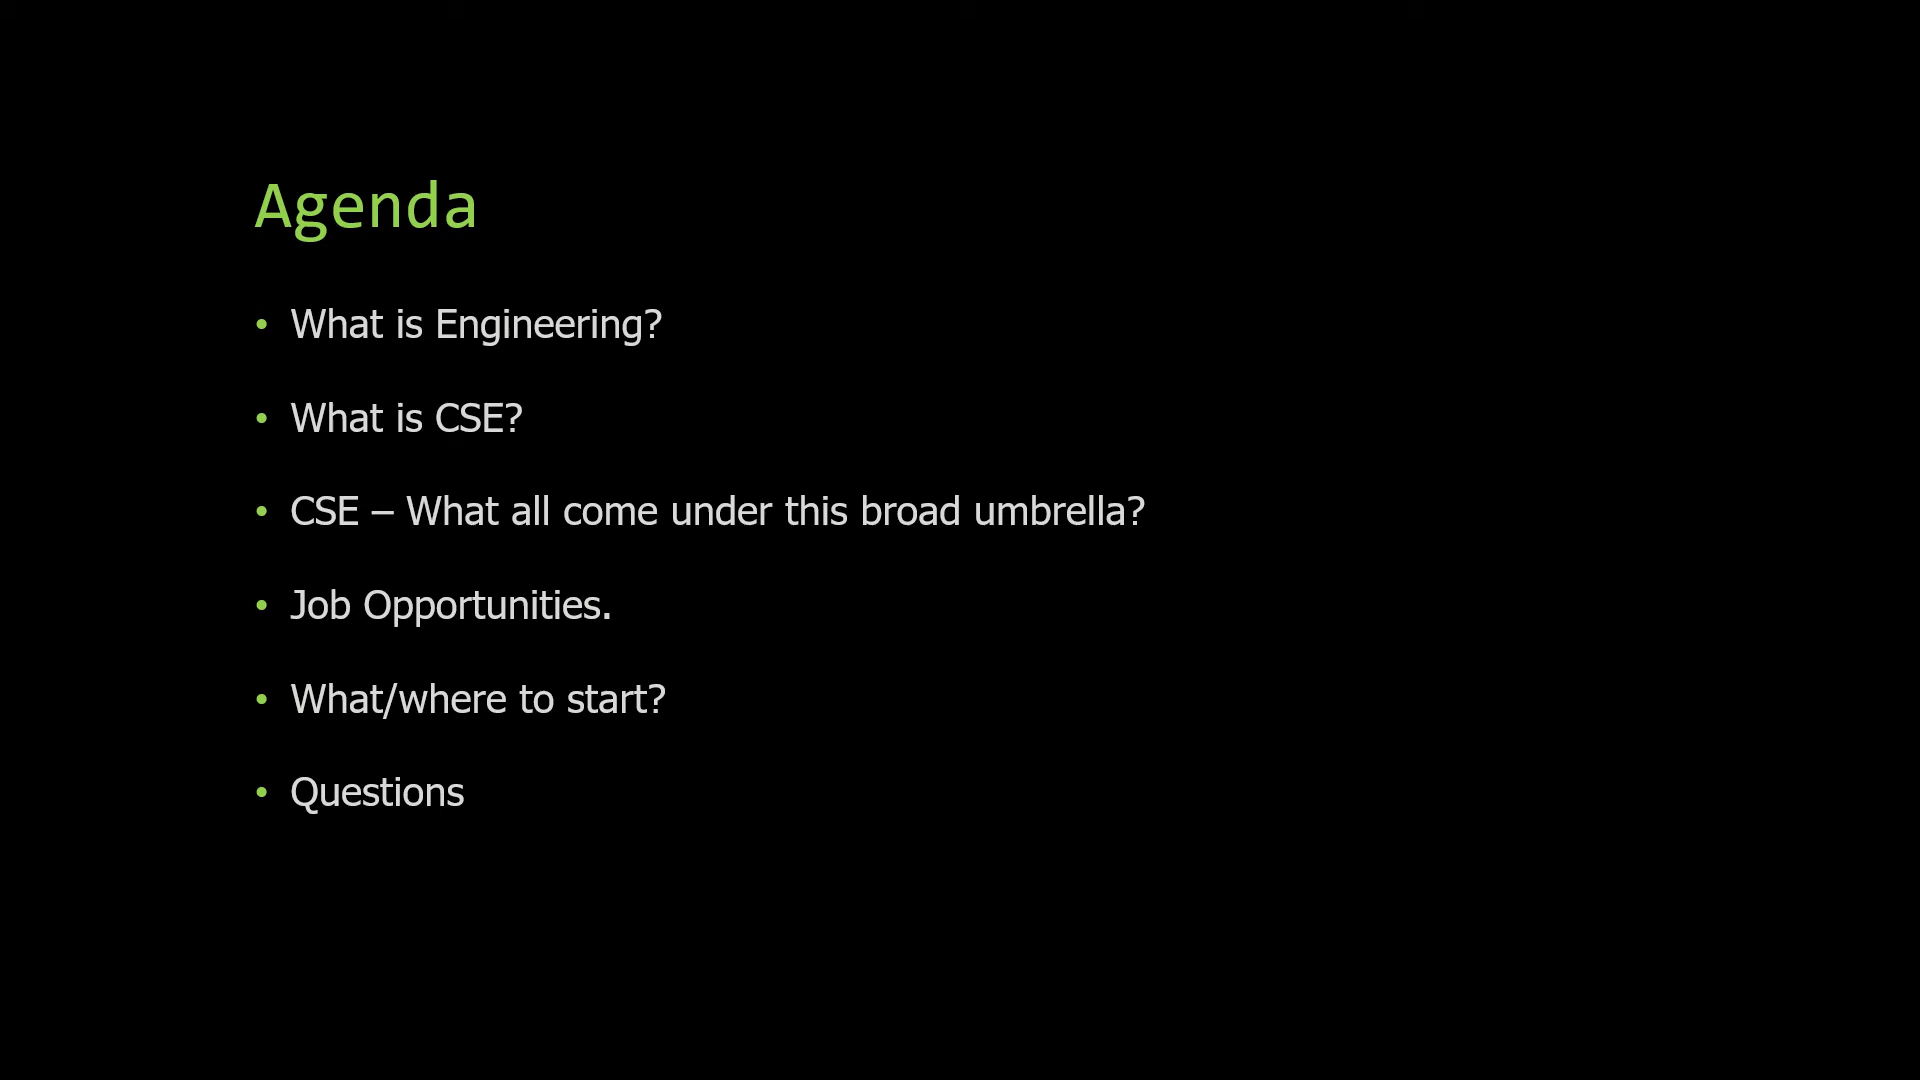 Agenda
• What is Engineering?
• What is CSE?
• CSE – What all come under this broad umbrella?
• Job Opportunities.
• What/where to start?
• Questions